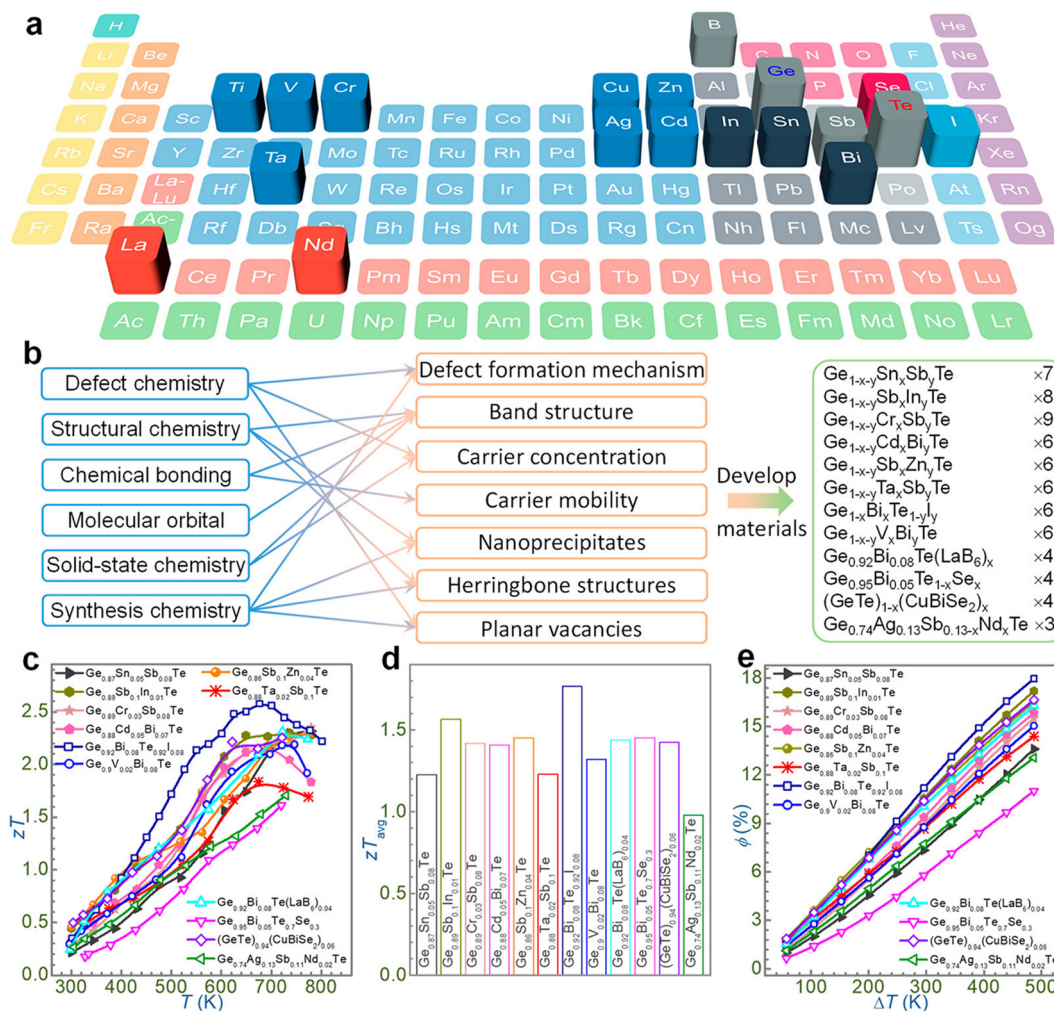 a
H He
Li Be B C N O F Ne
Na Mg Al Ge P Se Cl Ar
K Ca Sc Ti V Cr Mn Fe Co Ni Cu Zn In Sn Sb Te I Kr
Rb Sr Y Zr Ta Mo Tc Ru Rh Pd Ag Cd Bi Xe
Cs Ba La-Lu Hf W Re Os Ir Pt Au Hg Tl Pb Po At Rn
Fr Ra Ac- Rf Db Bh Hs Mt Ds Rg Cn Nh Fl Mc Lv Ts Og
La Ce Pr Nd Pm Sm Eu Gd Tb Dy Ho Er Tm Yb Lu
Ac Th Pa U Np Pu Am Cm Bk Cf Es Fm Md No Lr
b
Defect chemistry
Structural chemistry
Chemical bonding
Molecular orbital
Solid-state chemistry
Synthesis chemistry
Defect formation mechanism
Band structure
Carrier concentration
Carrier mobility
Nanoprecipitates
Herringbone structures
Planar vacancies
Develop
materials
Ge₁₋ₓ₋ySnₓSbyTe ×7
Ge₁₋ₓ₋ySbₓInyTe ×8
Ge₁₋ₓ₋yCrₓSbyTe ×9
Ge₁₋ₓ₋yCdₓBiyTe ×6
Ge₁₋ₓ₋ySbₓZnyTe ×6
Ge₁₋ₓ₋yTaₓSbyTe ×6
Ge₁₋ₓBiₓTe₁₋yIy ×6
Ge₁₋ₓ₋yVₓBiyTe ×6
Ge₀.₉₂Bi₀.₀₈Te(LaB₆)ₓ ×4
Ge₀.₉₅Bi₀.₀₅Te₁₋ₓSeₓ ×4
(GeTe)₁₋ₓ(CuBiSe₂)ₓ ×4
Ge₀.₇₄Ag₀.₁₃Sb₀.₁₃₋ₓNdₓTe ×3
c
Ge₀.₈₇Sn₀.₀₅Sb₀.₀₈Te Ge₀.₈₆Sb₀.₁Zn₀.₀₄Te
Ge₀.₈₉Sb₀.₁In₀.₀₁Te Ge₀.₈₈Ta₀.₀₂Sb₀.₁Te
Ge₀.₈₉Cr₀.₀₃Sb₀.₀₈Te
Ge₀.₈₈Cd₀.₀₅Bi₀.₀₇Te
Ge₀.₉₂Bi₀.₀₈Te₀.₉₂I₀.₀₈
Ge₀.₉V₀.₀₂Bi₀.₀₈Te
Ge₀.₉₂Bi₀.₀₈Te(LaB₆)₀.₀₄
Ge₀.₉₅Bi₀.₀₅Te₀.₇Se₀.₃
(GeTe)₀.₉₄(CuBiSe₂)₀.₀₆
Ge₀.₇₄Ag₀.₁₃Sb₀.₁₁Nd₀.₀₂Te
zT
2.5
2.0
1.5
1.0
0.5
0.0
300 400 500 600 700 800
T (K)
d
zTavg
1.5
1.0
0.5
0.0
Ge₀.₈₇Sn₀.₀₅Sb₀.₀₈Te
Ge₀.₈₉Sb₀.₁In₀.₀₁Te
Ge₀.₈₉Cr₀.₀₃Sb₀.₀₈Te
Ge₀.₈₈Cd₀.₀₅Bi₀.₀₇Te
Ge₀.₈₆Sb₀.₁Zn₀.₀₄Te
Ge₀.₈₈Ta₀.₀₂Sb₀.₁Te
Ge₀.₉₂Bi₀.₀₈Te₀.₉₂I₀.₀₈
Ge₀.₉V₀.₀₂Bi₀.₀₈Te
Ge₀.₉₂Bi₀.₀₈Te(LaB₆)₀.₀₄
Ge₀.₉₅Bi₀.₀₅Te₀.₇Se₀.₃
(GeTe)₀.₉₄(CuBiSe₂)₀.₀₆
Ge₀.₇₄Ag₀.₁₃Sb₀.₁₁Nd₀.₀₂Te
e
Ge₀.₈₇Sn₀.₀₅Sb₀.₀₈Te
Ge₀.₈₉Sb₀.₁In₀.₀₁Te
Ge₀.₈₉Cr₀.₀₃Sb₀.₀₈Te
Ge₀.₈₈Cd₀.₀₅Bi₀.₀₇Te
Ge₀.₈₆Sb₀.₁Zn₀.₀₄Te
Ge₀.₈₈Ta₀.₀₂Sb₀.₁Te
Ge₀.₉₂Bi₀.₀₈Te₀.₉₂I₀.₀₈
Ge₀.₉V₀.₀₂Bi₀.₀₈Te
Ge₀.₉₂Bi₀.₀₈Te(LaB₆)₀.₀₄
Ge₀.₉₅Bi₀.₀₅Te₀.₇Se₀.₃
(GeTe)₀.₉₄(CuBiSe₂)₀.₀₆
Ge₀.₇₄Ag₀.₁₃Sb₀.₁₁Nd₀.₀₂Te
ϕ (%)
18
15
12
9
6
3
0
0 100 200 300 400 500
ΔT (K)